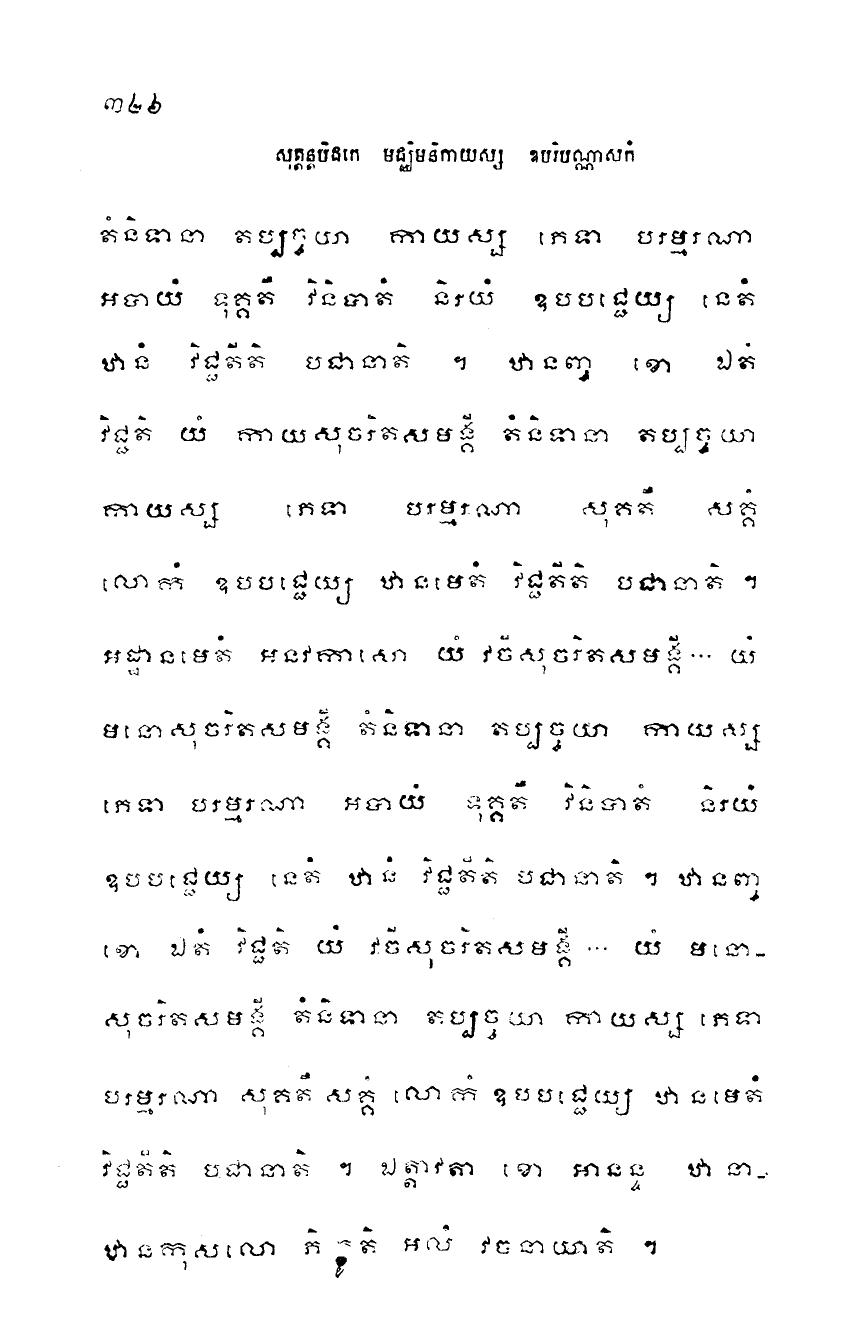 ៣៤៦
សុត្តន្តបិដកេ មជ្ឈិមនិកាយស្ស ឧបរិបណ្ណាសកំ
តំនិទានា តប្បច្ចយា កាយស្ស ភេទា បរម្មរណា
អបាយំ ទុគ្គតឹ វិនិបាតំ និរយំ ឧបបជ្ជេយ្យ នេតំ
ឋានំ វិជ្ជតីតិ បជានាតិ ។ ឋានញ្ច ខោ ឯតំ
វិជ្ជតិ យំ កាយសុចរិតសមង្គី តំនិទានា តប្បច្ចយា
កាយស្ស ភេទា បរម្មរណា សុគតឹ សគ្គំ
លោកំ ឧបបជ្ជេយ្យ ឋានមេតំ វិជ្ជតីតិ បជានាតិ ។
អដ្ឋានមេតំ អនវកាសោ យំ វចីសុចរិតសមង្គី… យំ
មនោសុចរិតសមង្គី តំនិទានា តប្បច្ចយា កាយស្ស
ភេទា បរម្មរណា អបាយំ ទុគ្គតឹ វិនិបាតំ និរយំ
ឧបបជ្ជេយ្យ នេតំ ឋានំ វិជ្ជតីតិ បជានាតិ ។ ឋានញ្ច
ខោ ឯតំ វិជ្ជតិ យំ វចីសុចរិតសមង្គី … យំ មនោ-
សុចរិតសមង្គី តំនិទានា តប្បច្ចយា កាយស្ស ភេទា
បរម្មរណា សុគតឹ សគ្គំ លោកំ ឧបបជ្ជេយ្យ ឋានមេតំ
វិជ្ជតីតិ បជានាតិ ។ ឯត្តាវតា ខោ អានន្ទ ឋានា-
ឋានកុសលោ ភិក្ខូតិ អលំ វចនាយាតិ ។